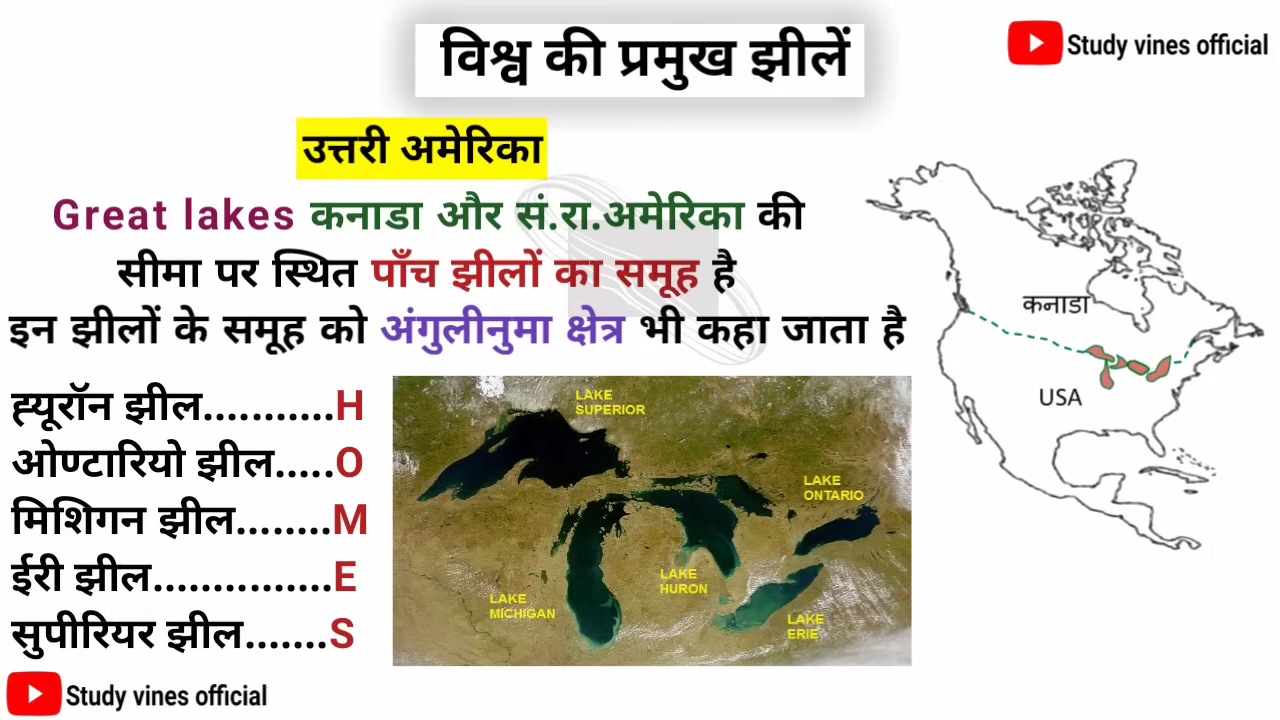 विश्व की प्रमुख झीलें
Study vines official
उत्तरी अमेरिका
Great lakes कनाडा और सं.रा.अमेरिका की
सीमा पर स्थित पाँच झीलों का समूह है
इन झीलों के समूह को अंगुलीनुमा क्षेत्र भी कहा जाता है
ह्यूरॉन झील...........H
ओण्टारियो झील.....O
मिशिगन झील........M
ईरी झील...............E
सुपीरियर झील.......S
LAKE
SUPERIOR
LAKE
ONTARIO
LAKE
HURON
LAKE
MICHIGAN
LAKE
ERIE
कनाडा
USA
Study vines official